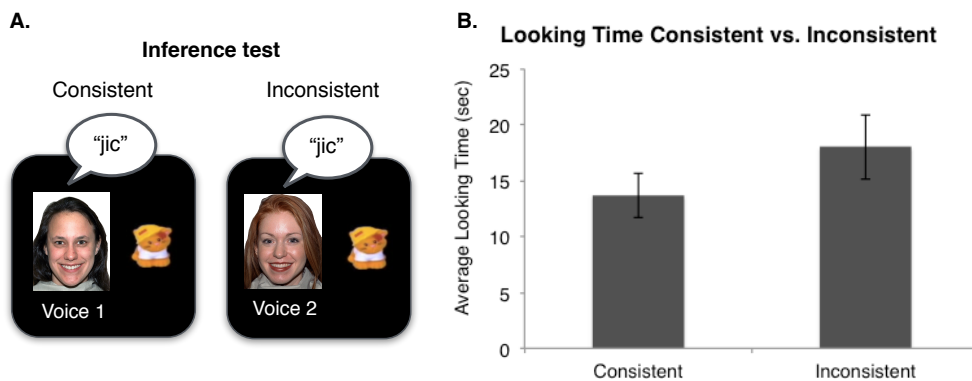 A.
Inference test
Consistent
Inconsistent
“jic”
“jic”
Voice 1
Voice 2
B.
Looking Time Consistent vs. Inconsistent
Average Looking Time (sec)
25
20
15
10
5
0
Consistent
Inconsistent